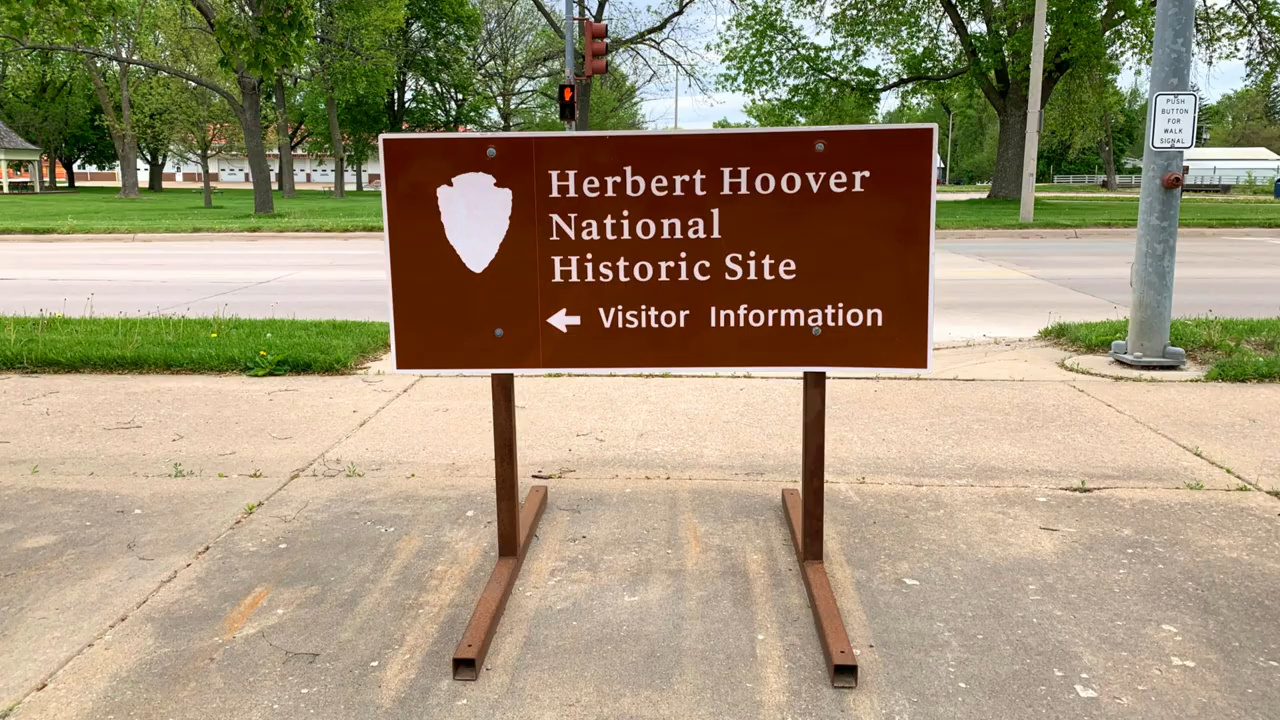 Herbert Hoover
National
Historic Site
Visitor Information
PUSH
BUTTON
FOR
WALK
SIGNAL